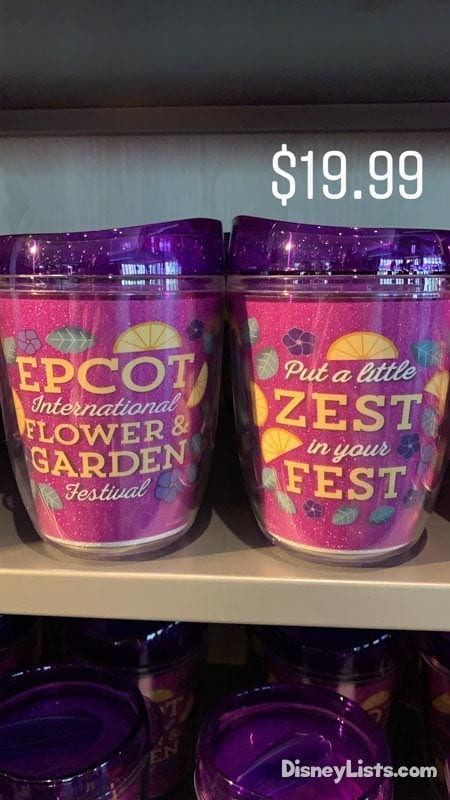 $19.99
EPCOT
International
FLOWER &
GARDEN
Festival
Put a little
ZEST
in your
FEST
DisneyLists.com